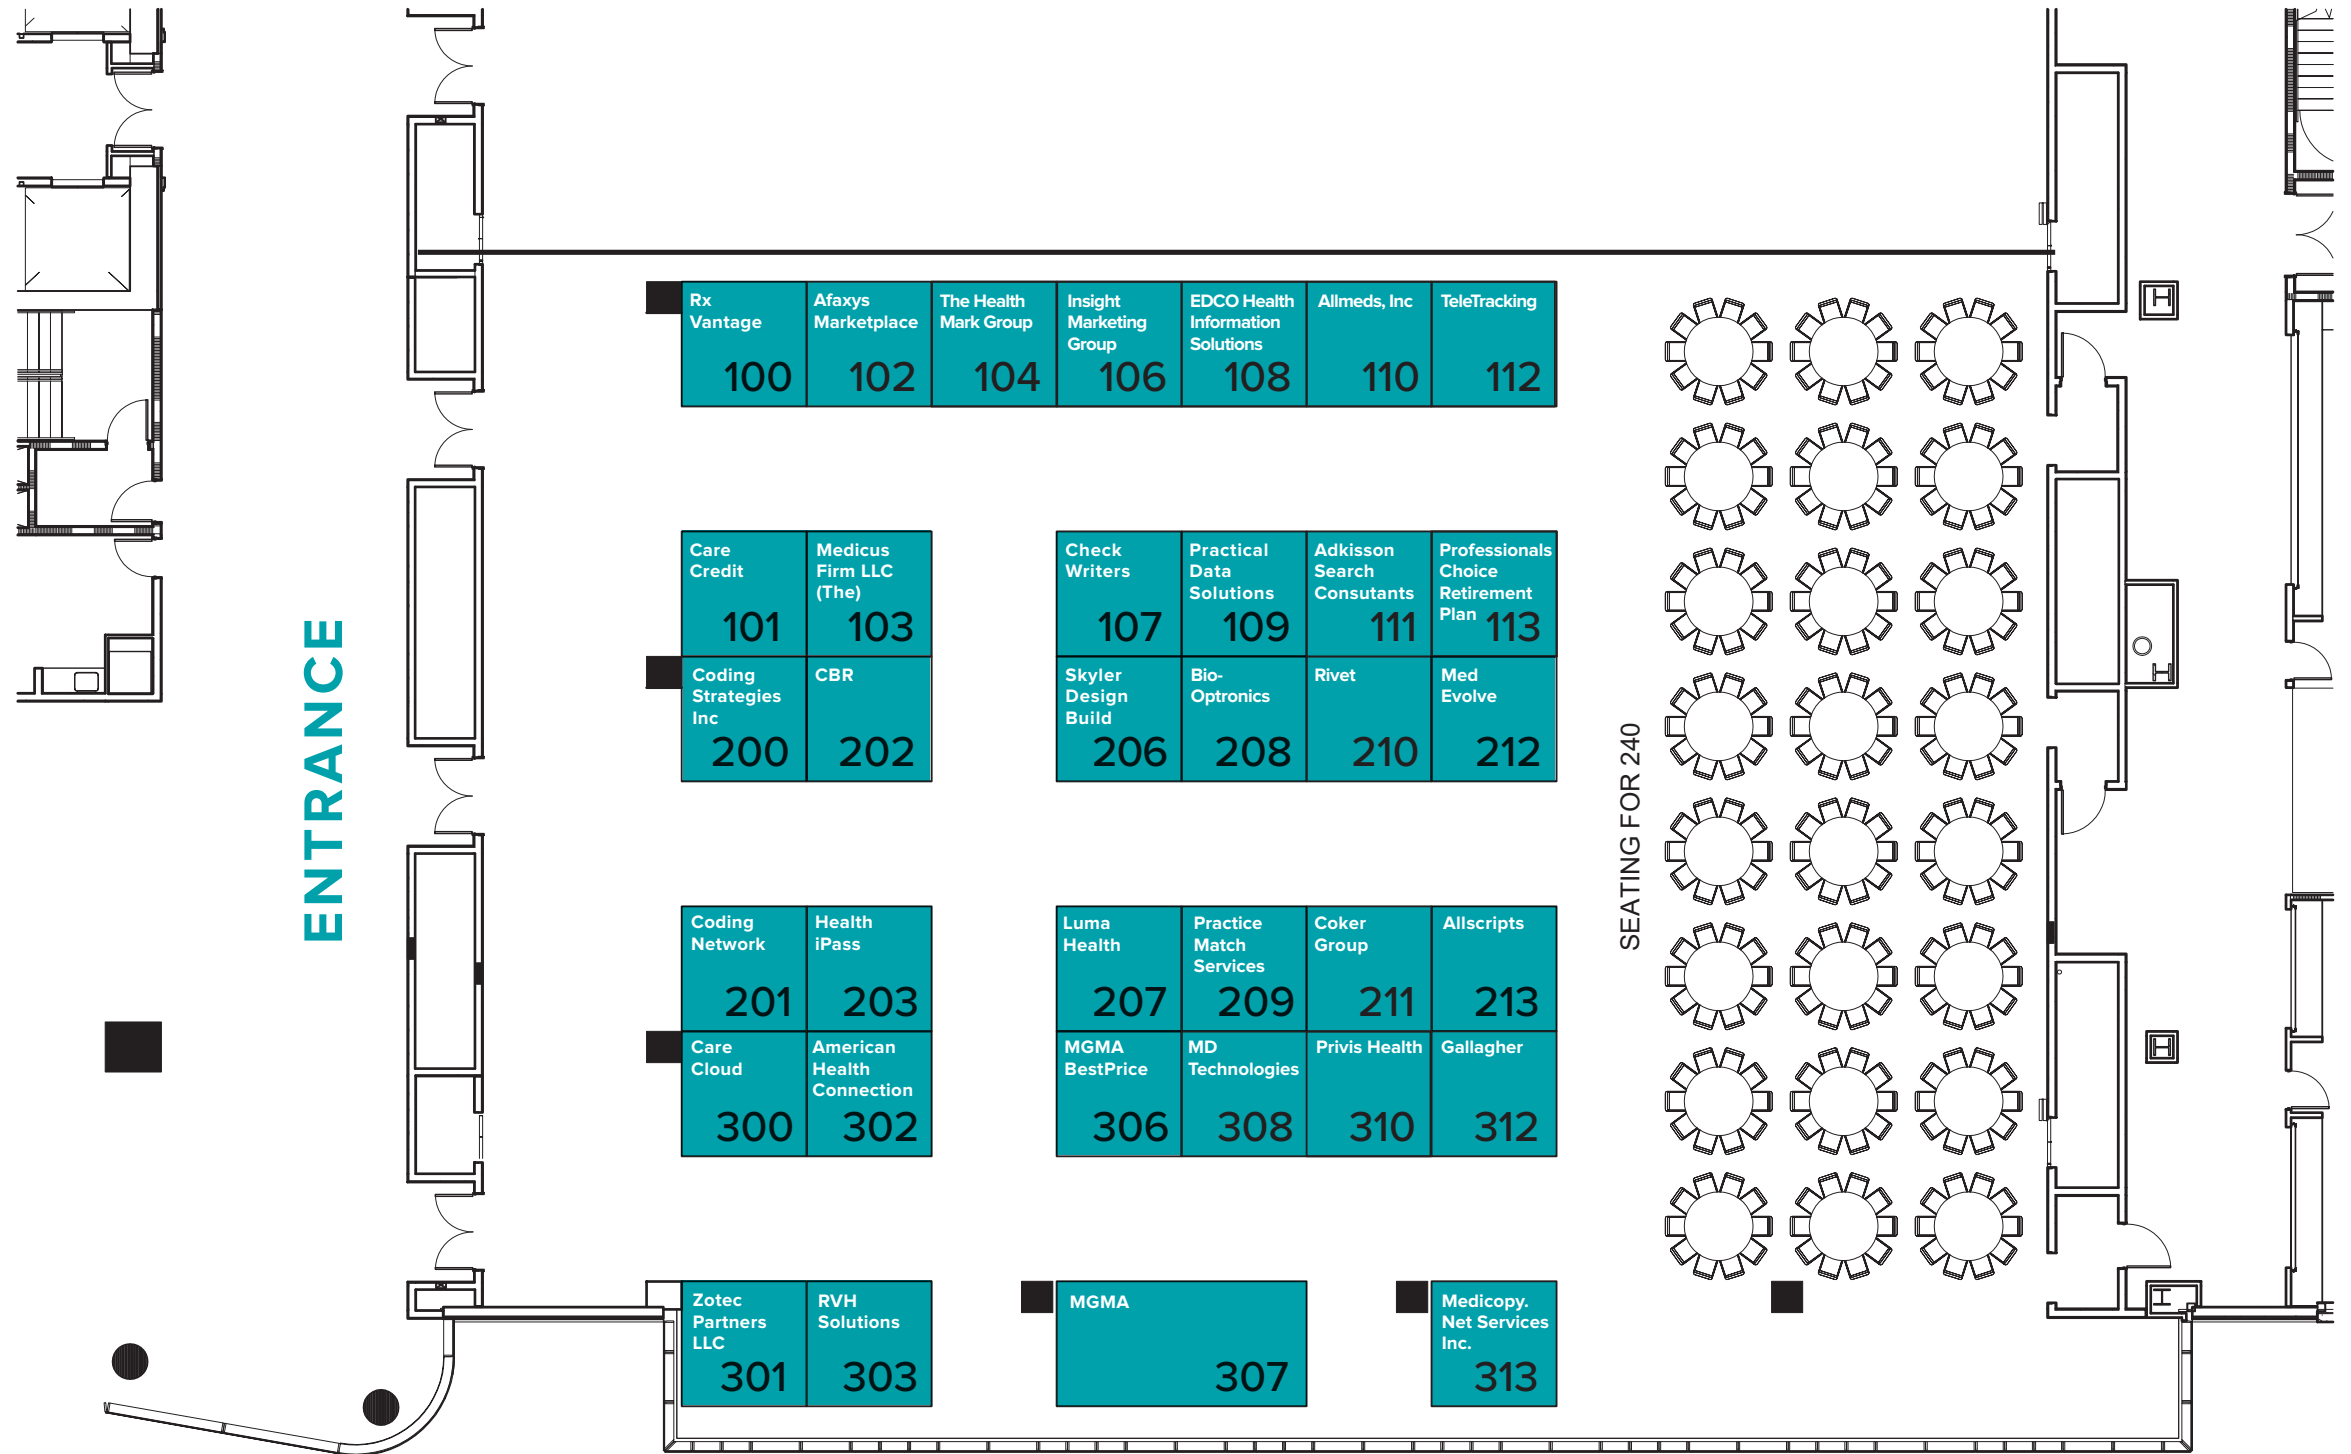 ENTRANCE
Rx
Vantage
100
Afaxys
Marketplace
102
The Health
Mark Group
104
Insight
Marketing
Group
106
EDCO Health
Information
Solutions
108
Allmeds, Inc
110
TeleTracking
112
Care
Credit
101
Medicus
Firm LLC
(The)
103
Check
Writers
107
Practical
Data
Solutions
109
Adkisson
Search
Consutants
111
Professionals
Choice
Retirement
Plan
113
Coding
Strategies
Inc
200
CBR
202
Skyler
Design
Build
206
Bio-
Optronics
208
Rivet
210
Med
Evolve
212
SEATING FOR 240
Coding
Network
201
Health
iPass
203
Luma
Health
207
Practice
Match
Services
209
Coker
Group
211
Allscripts
213
Care
Cloud
300
American
Health
Connection
302
MGMA
BestPrice
306
MD
Technologies
308
Privis Health
310
Gallagher
312
Zotec
Partners
LLC
301
RVH
Solutions
303
MGMA
307
Medicopy.
Net Services
Inc.
313